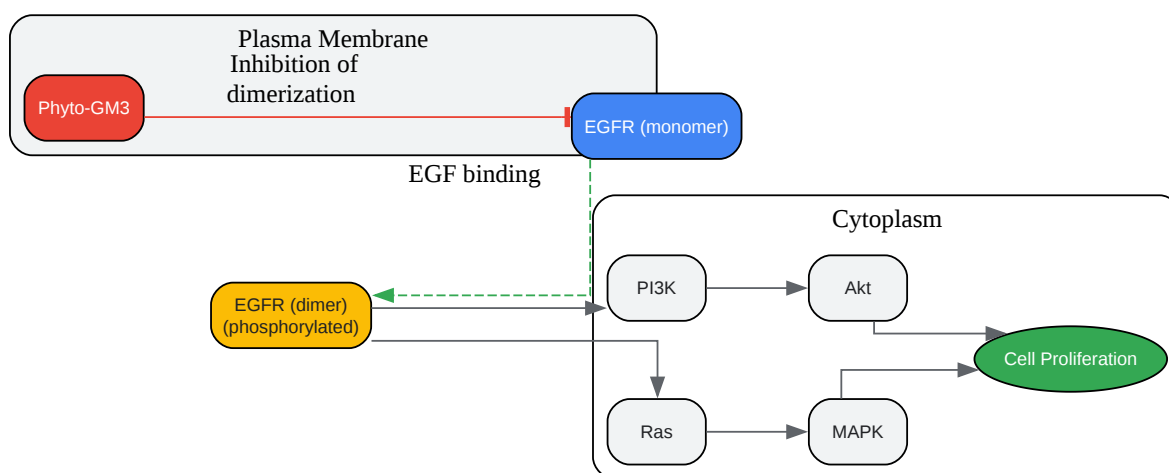 Plasma Membrane
Inhibition of
dimerization
Phyto-GM3
EGFR (monomer)
EGF binding
Cytoplasm
PI3K
Akt
EGFR (dimer)
(phosphorylated)
Cell Proliferation
Ras
MAPK